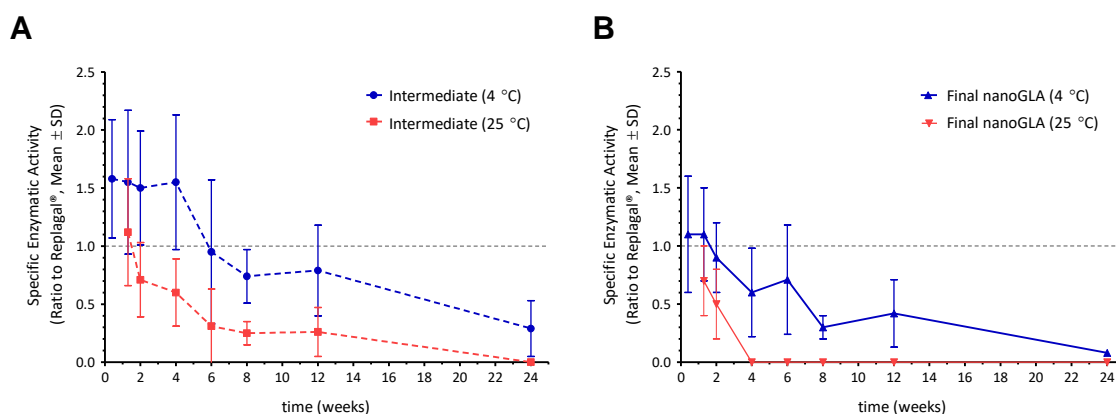 A
Specific Enzymatic Activity
(Ratio to Replagal®, Mean ± SD)
2.5
2.0
1.5
1.0
0.5
0.0
0 2 4 6 8 10 12 14 16 18 20 22 24
time (weeks)
Intermediate (4 °C)
Intermediate (25 °C)
B
Specific Enzymatic Activity
(Ratio to Replagal®, Mean ± SD)
2.5
2.0
1.5
1.0
0.5
0.0
0 2 4 6 8 10 12 14 16 18 20 22 24
time (weeks)
Final nanoGLA (4 °C)
Final nanoGLA (25 °C)